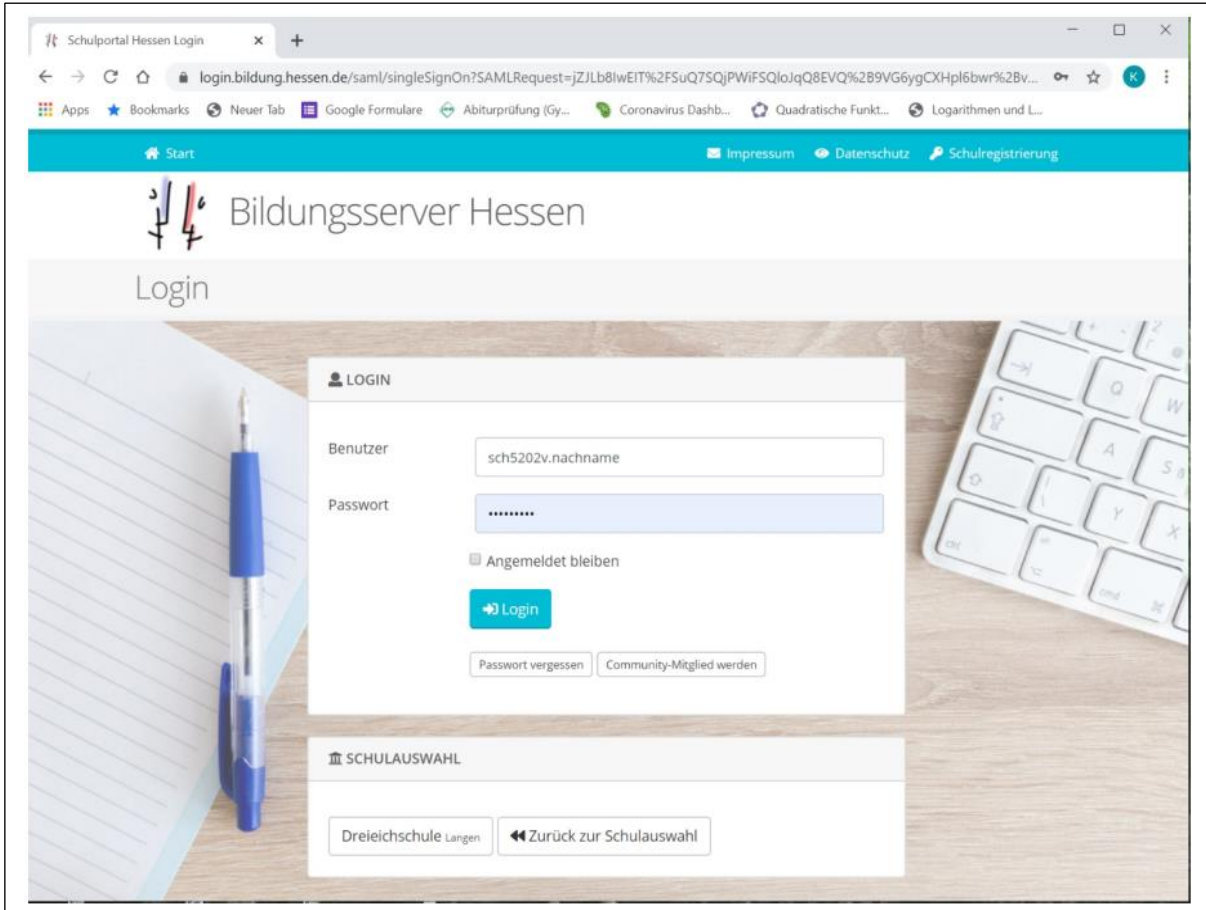 Schulportal Hessen Login
login.bildung.hessen.de/saml/singleSignOn?SAMLRequest=jZJLb8IwEIT%2FSuQ7SQjPWiFSQloJqQ8EVQ%2B9VG6ygCXHpl6bwr%2Bv... K
Apps Bookmarks Neuer Tab Google Formulare Abiturprüfung (Gy... Coronavirus Dashb... Quadratische Funkt... Logarithmen und L...
Start Impressum Datenschutz Schulregistrierung
Bildungsserver Hessen
Login
LOGIN
Benutzer sch5202v.nachname
Passwort •••••••••
Angemeldet bleiben
Login
Passwort vergessen Community-Mitglied werden
SCHULAUSWAHL
Dreieichschule Langen Zurück zur Schulauswahl
Q W
A S
Y X
ctrl cmd